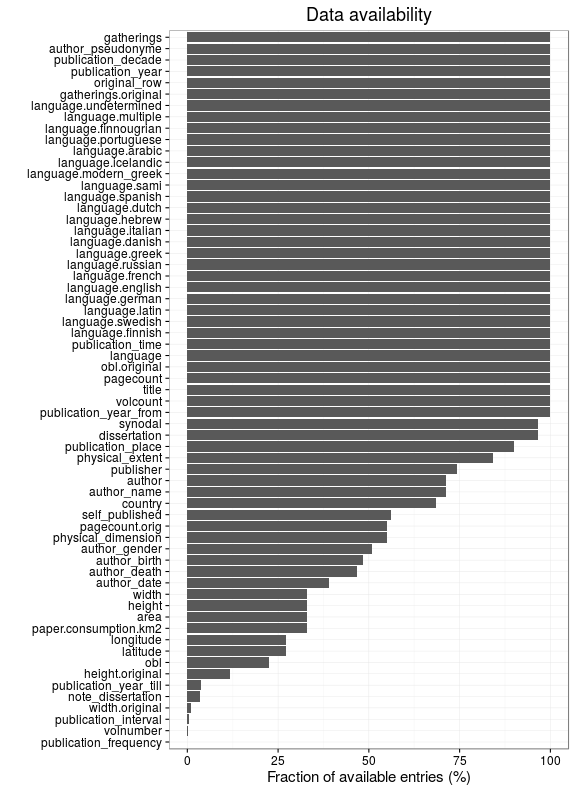 Data availability
gatherings
author_pseudonyme
publication_decade
publication_year
original_row
gatherings.original
language.undetermined
language.multiple
language.finnougrian
language.portuguese
language.arabic
language.icelandic
language.modern_greek
language.sami
language.spanish
language.dutch
language.hebrew
language.italian
language.danish
language.greek
language.russian
language.french
language.english
language.german
language.latin
language.swedish
language.finnish
publication_time
language
obl.original
pagecount
title
volcount
publication_year_from
synodal
dissertation
publication_place
physical_extent
publisher
author
author_name
country
self_published
pagecount.orig
physical_dimension
author_gender
author_birth
author_death
author_date
width
height
area
paper.consumption.km2
longitude
latitude
obl
height.original
publication_year_till
note_dissertation
width.original
publication_interval
volnumber
publication_frequency
0 25 50 75 100
Fraction of available entries (%)